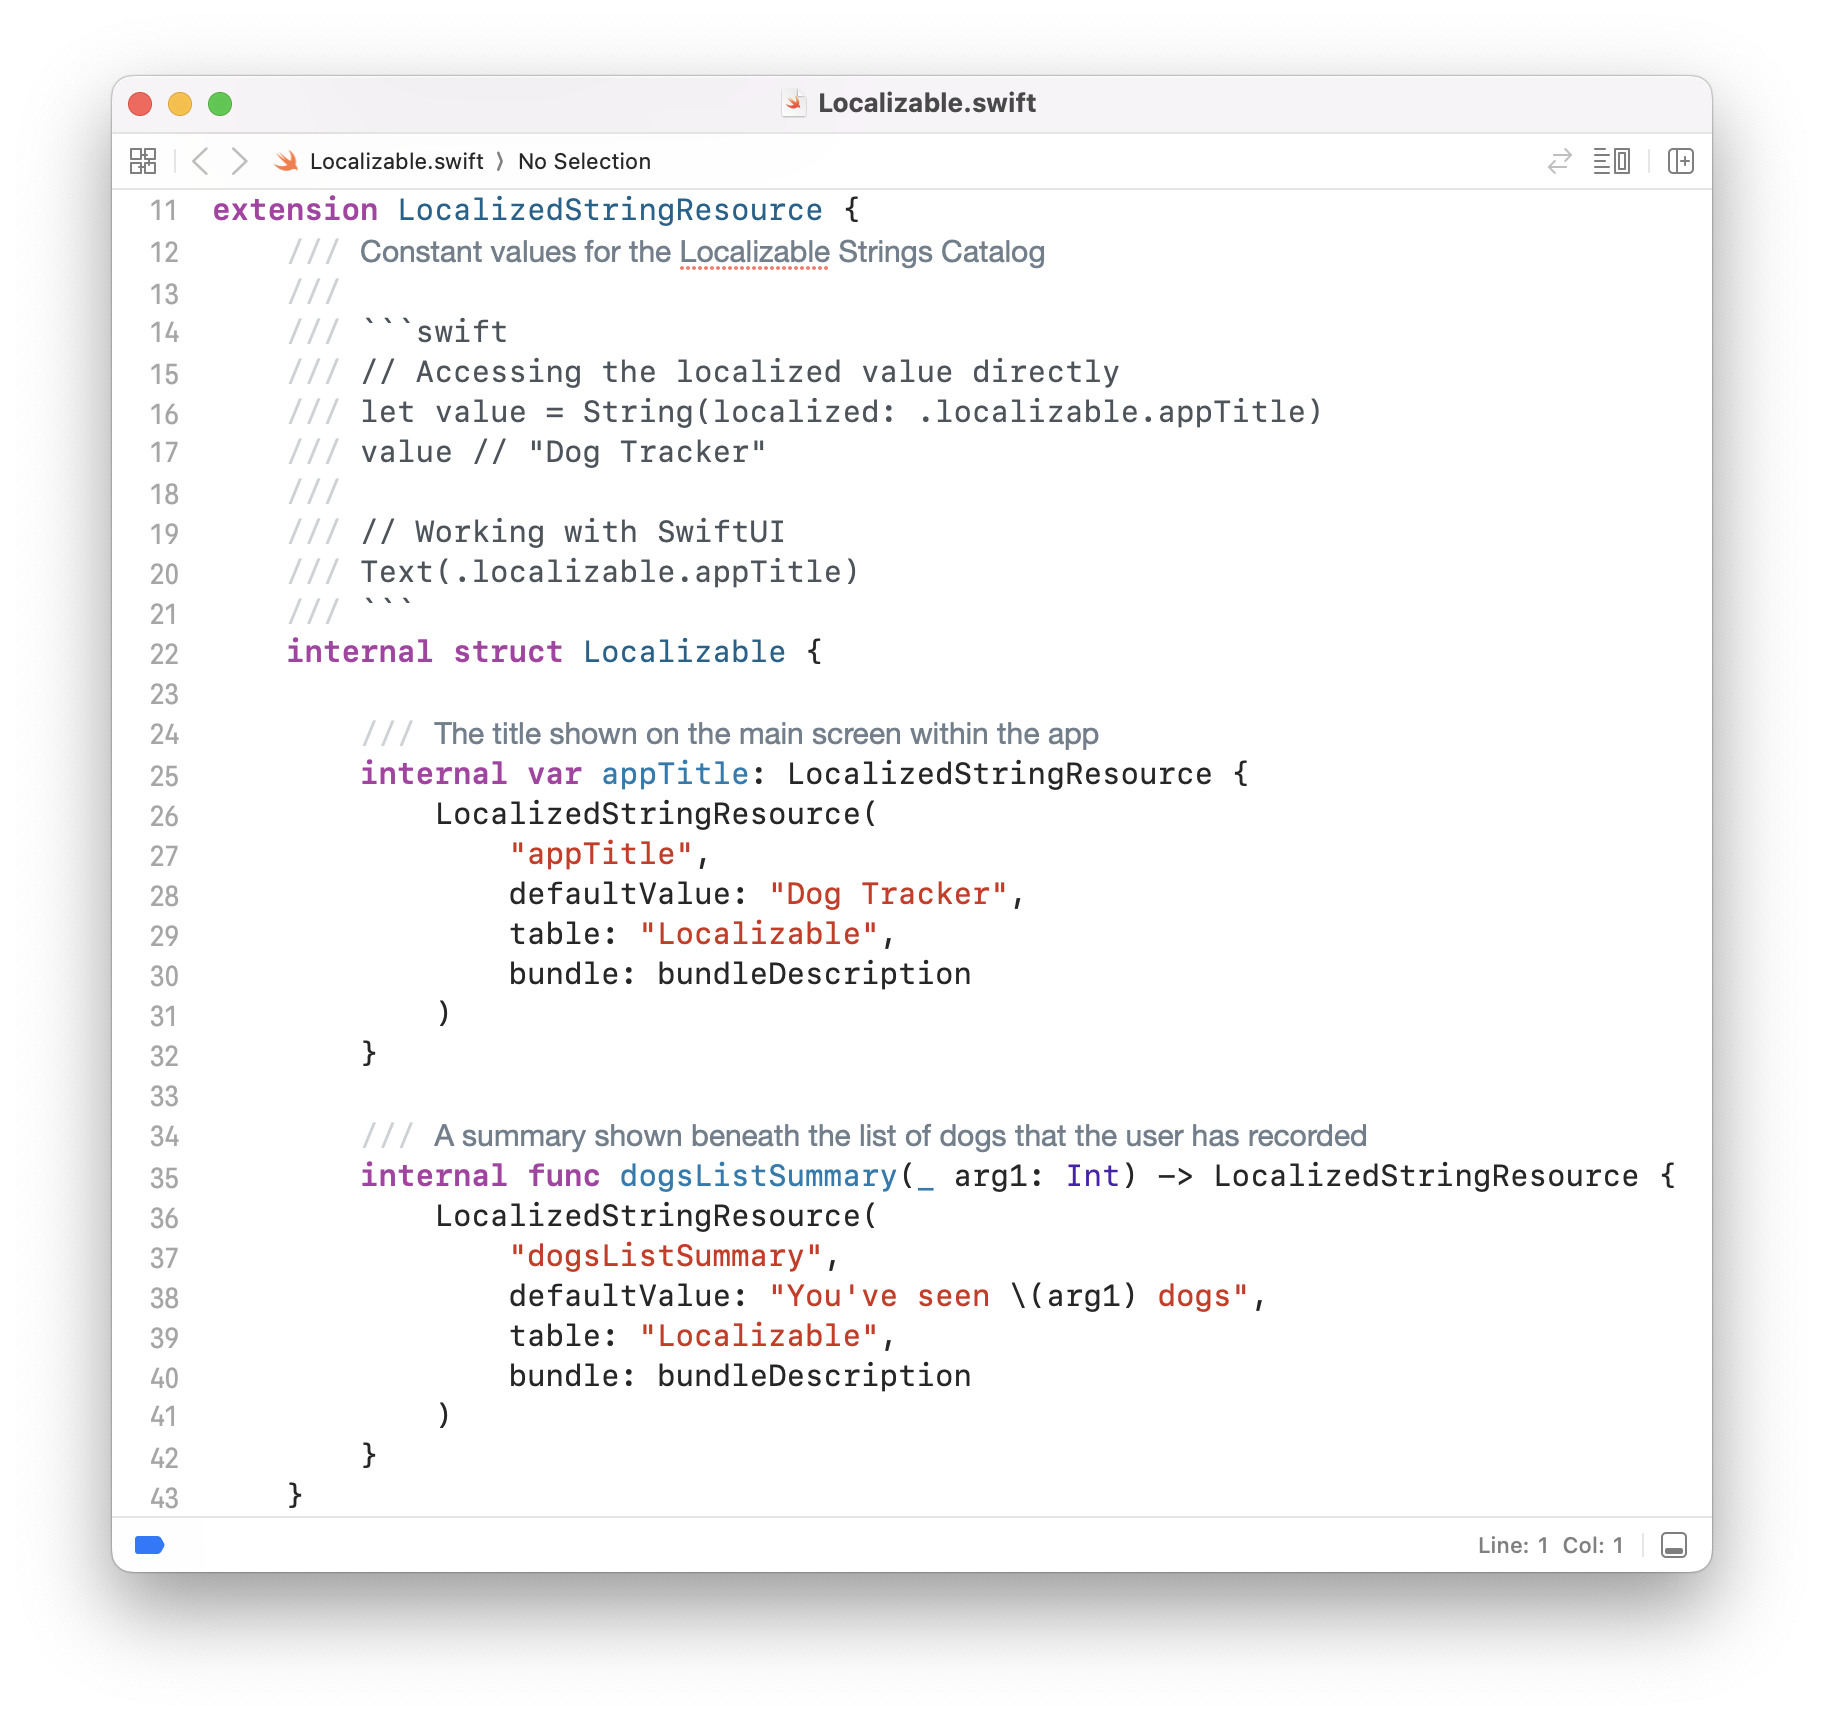 Localizable.swift
Localizable.swift ⟩ No Selection
11 extension LocalizedStringResource {
12     /// Constant values for the Localizable Strings Catalog
13     ///
14     /// ```swift
15     /// // Accessing the localized value directly
16     /// let value = String(localized: .localizable.appTitle)
17     /// value // "Dog Tracker"
18     ///
19     /// // Working with SwiftUI
20     /// Text(.localizable.appTitle)
21     /// ```
22     internal struct Localizable {
23
24         /// The title shown on the main screen within the app
25         internal var appTitle: LocalizedStringResource {
26             LocalizedStringResource(
27                 "appTitle",
28                 defaultValue: "Dog Tracker",
29                 table: "Localizable",
30                 bundle: bundleDescription
31             )
32         }
33
34         /// A summary shown beneath the list of dogs that the user has recorded
35         internal func dogsListSummary(_ arg1: Int) -> LocalizedStringResource {
36             LocalizedStringResource(
37                 "dogsListSummary",
38                 defaultValue: "You've seen \(arg1) dogs",
39                 table: "Localizable",
40                 bundle: bundleDescription
41             )
42         }
43     }
Line: 1 Col: 1